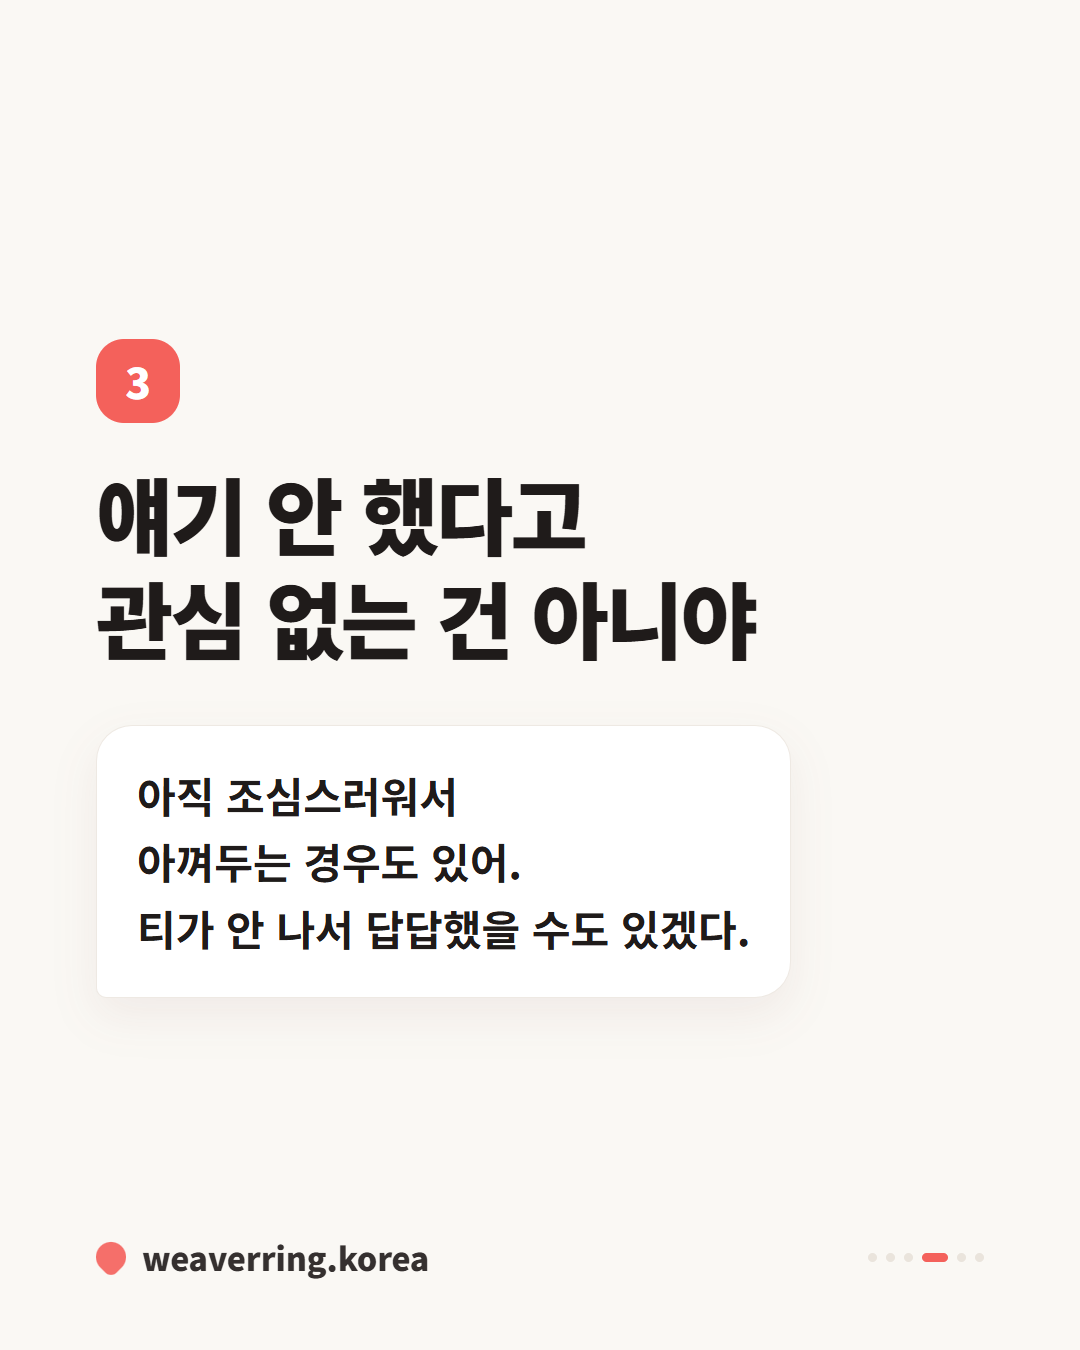 3
얘기 안 했다고
관심 없는 건 아니야
아직 조심스러워서
아껴두는 경우도 있어.
티가 안 나서 답답했을 수도 있겠다.
weaverring.korea